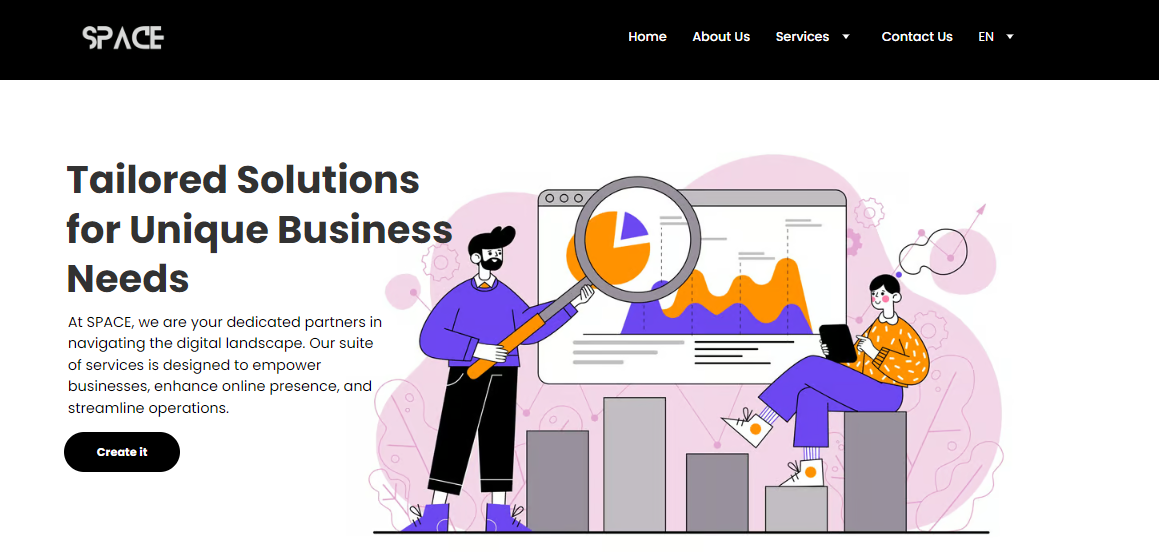 SPACE
Home About Us Services Contact Us EN
Tailored Solutions
for Unique Business
Needs
At SPACE, we are your dedicated partners in
navigating the digital landscape. Our suite
of services is designed to empower
businesses, enhance online presence, and
streamline operations.
Create it